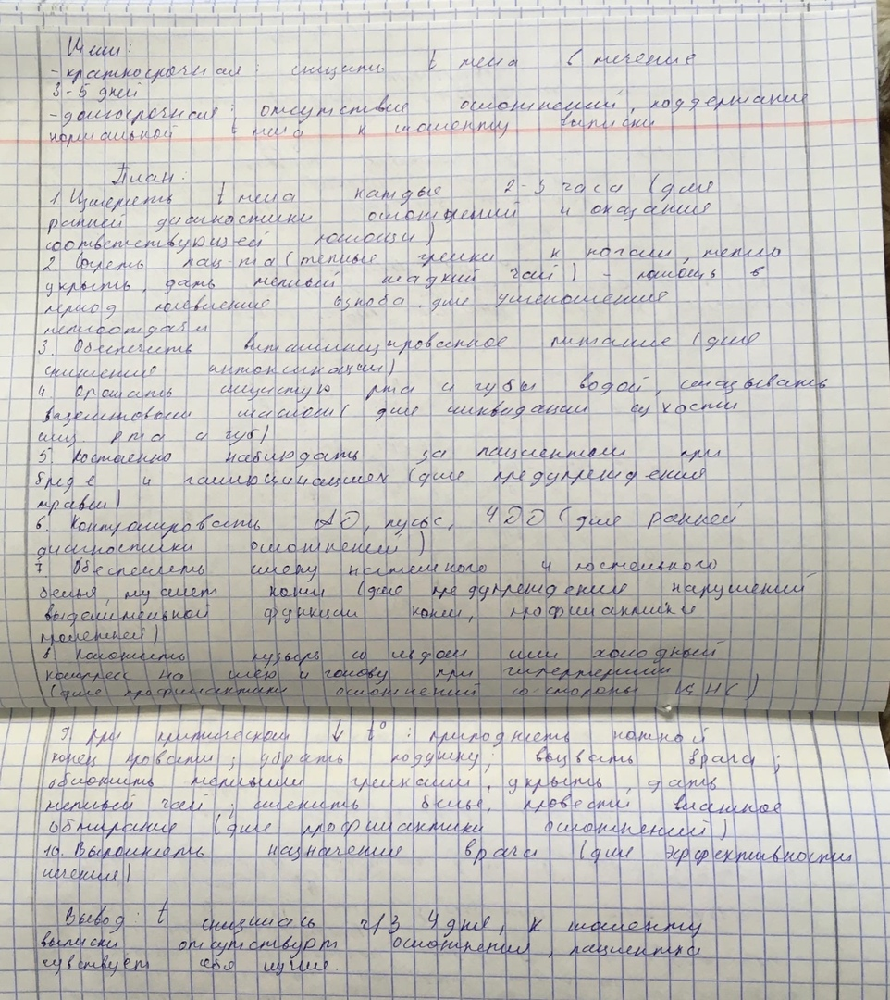 Цели:
- краткосрочная: снизить t тела в течение
3-5 дней
- долгосрочная: отсутствие осложнений, поддержание
нормальной t тела к моменту выписки
План:
1 Измерять t тела каждые 2-3 часа (для
ранней диагностики осложнений и оказания
соответствующей помощи)
2 Согреть пац-та (теплые грелки к ногам, тепло
укрыть, дать теплый сладкий чай) - помощь в
период появления озноба, для уменьшения
теплоотдачи
3. Обеспечить витаминизированное питание (для
снижения интоксикации)
4. Орошать слизистую рта и губы водой, смазывать
вазелиновым маслом (для ликвидации сухости
слиз рта и губ)
5. Постоянно наблюдать за пациентом при
бреде и галлюцинациях (для предупреждения
травм)
6. Контролировать АД, пульс, ЧДД (для ранней
диагностики осложнений)
7 Обеспечить смену нательного и постельного
белья, туалет кожи (для предупреждения нарушений
выделительной функции кожи, профилактики
пролежней)
8. Положить пузырь со льдом или холодный
компресс на шею и голову при гипертермии
(для профилактики осложнений со стороны ЦНС)
9 При критическом ↓ t°: приподнять ножной
конец кровати; убрать подушку; вызвать врача;
обложить теплыми грелками, укрыть, дать
теплый чай; сменить белье, провести влажное
обтирание (для профилактики осложнений)
10. Выполнять назначения врача (для эффективности
лечения)
Вывод: t снизилась ч/з 4 дня, к моменту
выписки отсутствует осложнения, пациентка
чувствует себя лучше.